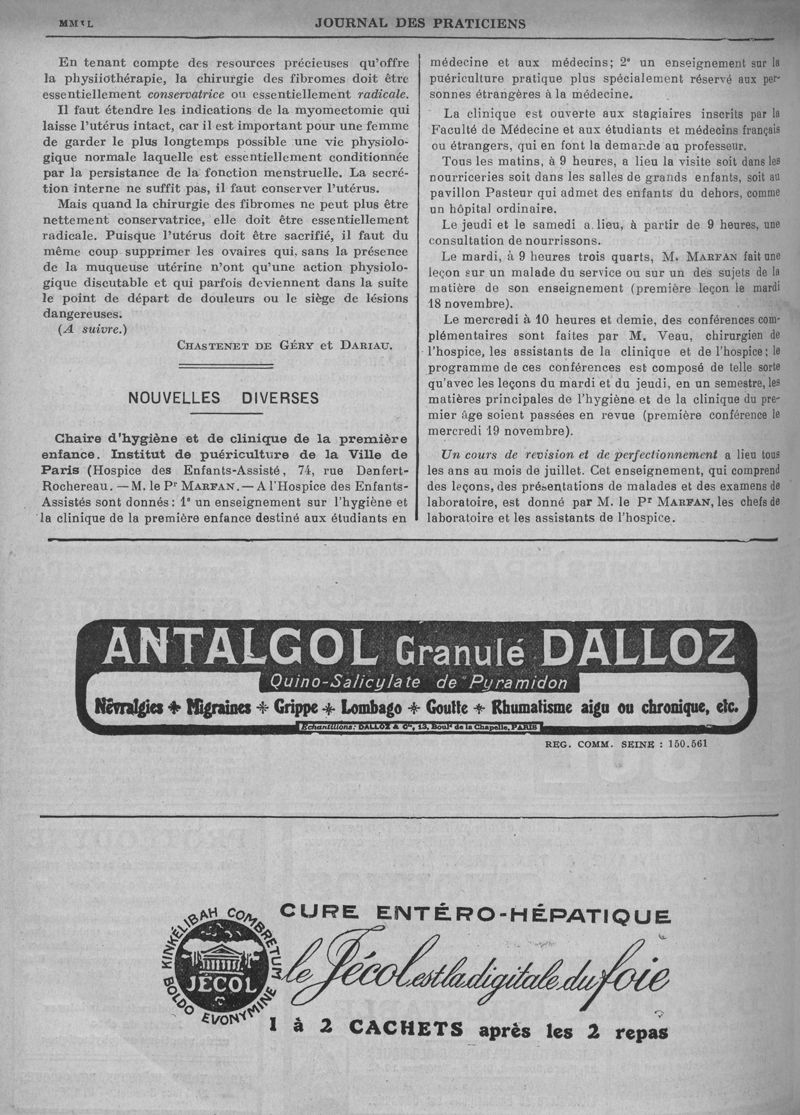 JOURNAL DES PRATICIENS
En tenant compte des resources précieuses qu'offre
la physiiothérapie, la chirurgie des fibromes doit être
essentiellement conservatrice ou essentiellement radicale.
Il faut étendre les indications de la myomectomie qui
laisse l'utérus intact, car il est important pour une femme
de garder le plus longtemps possible une vie physiolo-
gique normale laquelle est essentiellement conditionnée
par la persistance de la fonction menstruelle. La secré-
tion interne ne suffit pas, il faut conserver l'utérus.
Mais quand la chirurgie des fibromes ne peut plus être
nettement conservatrice, elle doit être essentiellement
radicale. Puisque l'utérus doit être sacrifié, il faut du
même coup supprimer les ovaires qui, sans la présence
de la muqueuse utérine n'ont qu'une action physiolo-
gique discutable et qui parfois deviennent dans la suite
le point de départ de douleurs ou le siège de lésions
dangereuses.
(A suivre.)
CHASTENET DE GÉRY et DARIAU.
NOUVELLES DIVERSES
Chaire d'hygiène et de clinique de la première
enfance. Institut de puériculture de la Ville de
Paris (Hospice des Enfants-Assisté, 74, rue Denfert-
Rochereau. — M. le Pr MARFAN. — A l'Hospice des Enfants-
Assistés sont donnés : 1° un enseignement sur l'hygiène et
la clinique de la première enfance destiné aux étudiants en
médecine et aux médecins; 2° un enseignement sur la
puériculture pratique plus spécialement réservé aux per-
sonnes étrangères à la médecine.
La clinique est ouverte aux stagiaires inscrits par la
Faculté de Médecine et aux étudiants et médecins français
ou étrangers, qui en font la demande au professeur.
Tous les matins, à 9 heures, a lieu la visite soit dans les
nourriceries soit dans les salles de grands enfants, soit au
pavillon Pasteur qui admet des enfants du dehors, comme
un hôpital ordinaire.
Le jeudi et le samedi a lieu, à partir de 9 heures, une
consultation de nourrissons.
Le mardi, à 9 heures trois quarts, M. MARFAN fait une
leçon sur un malade du service ou sur un des sujets de la
matière de son enseignement (première leçon le mardi
18 novembre).
Le mercredi à 10 heures et demie, des conférences com-
plémentaires sont faites par M. Veau, chirurgien de
l'hospice, les assistants de la clinique et de l'hospice; le
programme de ces conférences est composé de telle sorte
qu'avec les leçons du mardi et du jeudi, en un semestre, les
matières principales de l'hygiène et de la clinique du pre-
mier âge soient passées en revue (première conférence le
mercredi 19 novembre).
Un cours de revision et de perfectionnement a lieu tous
les ans au mois de juillet. Cet enseignement, qui comprend
des leçons, des présentations de malades et des examens de
laboratoire, est donné par M. le Pr MARFAN, les chefs de
laboratoire et les assistants de l'hospice.
ANTALGOL Granulé DALLOZ
Quino-Salicylate de Pyramidon
Névralgies + Migraines + Grippe + Lombago + Goutte + Rhumatisme aigu ou chronique, etc.
Echantillons: DALLOZ & Cie, 13, Boulᵈ de la Chapelle, PARIS
REG. COMM. SEINE : 150.561
KINKÉLIBAH COMBRETUM
BOLDO EVONYMINE
JÉCOL
CURE ENTÉRO-HÉPATIQUE
le Jécol est la digitale du foie
1 à 2 CACHETS après les 2 repas